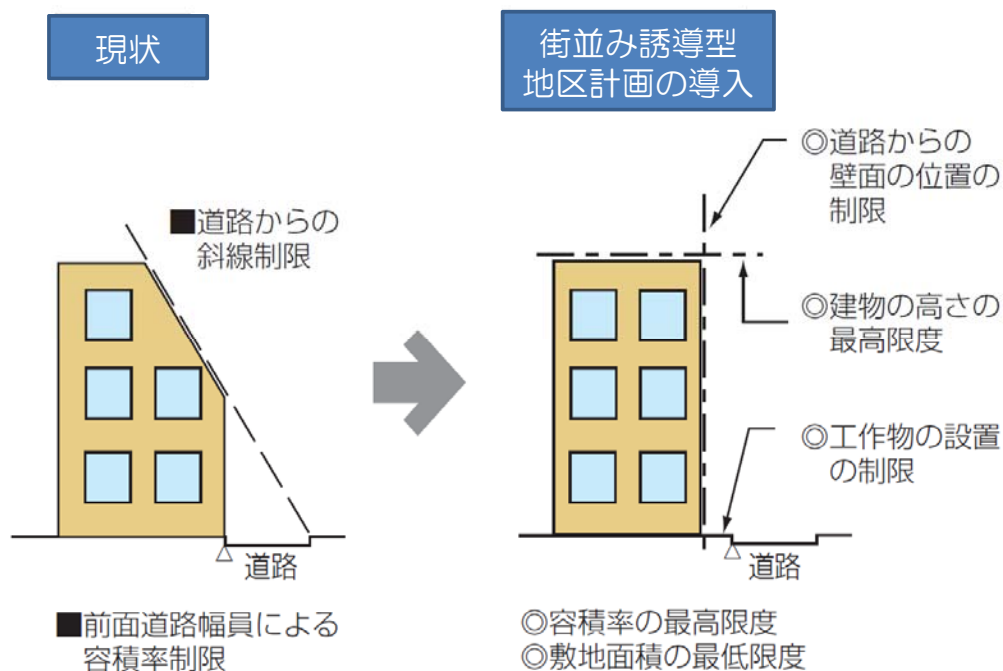 現状
■道路からの
斜線制限
道路
■前面道路幅員による
容積率制限
街並み誘導型
地区計画の導入
◎道路からの
壁面の位置の
制限
◎建物の高さの
最高限度
◎工作物の設置
の制限
道路
◎容積率の最高限度
◎敷地面積の最低限度